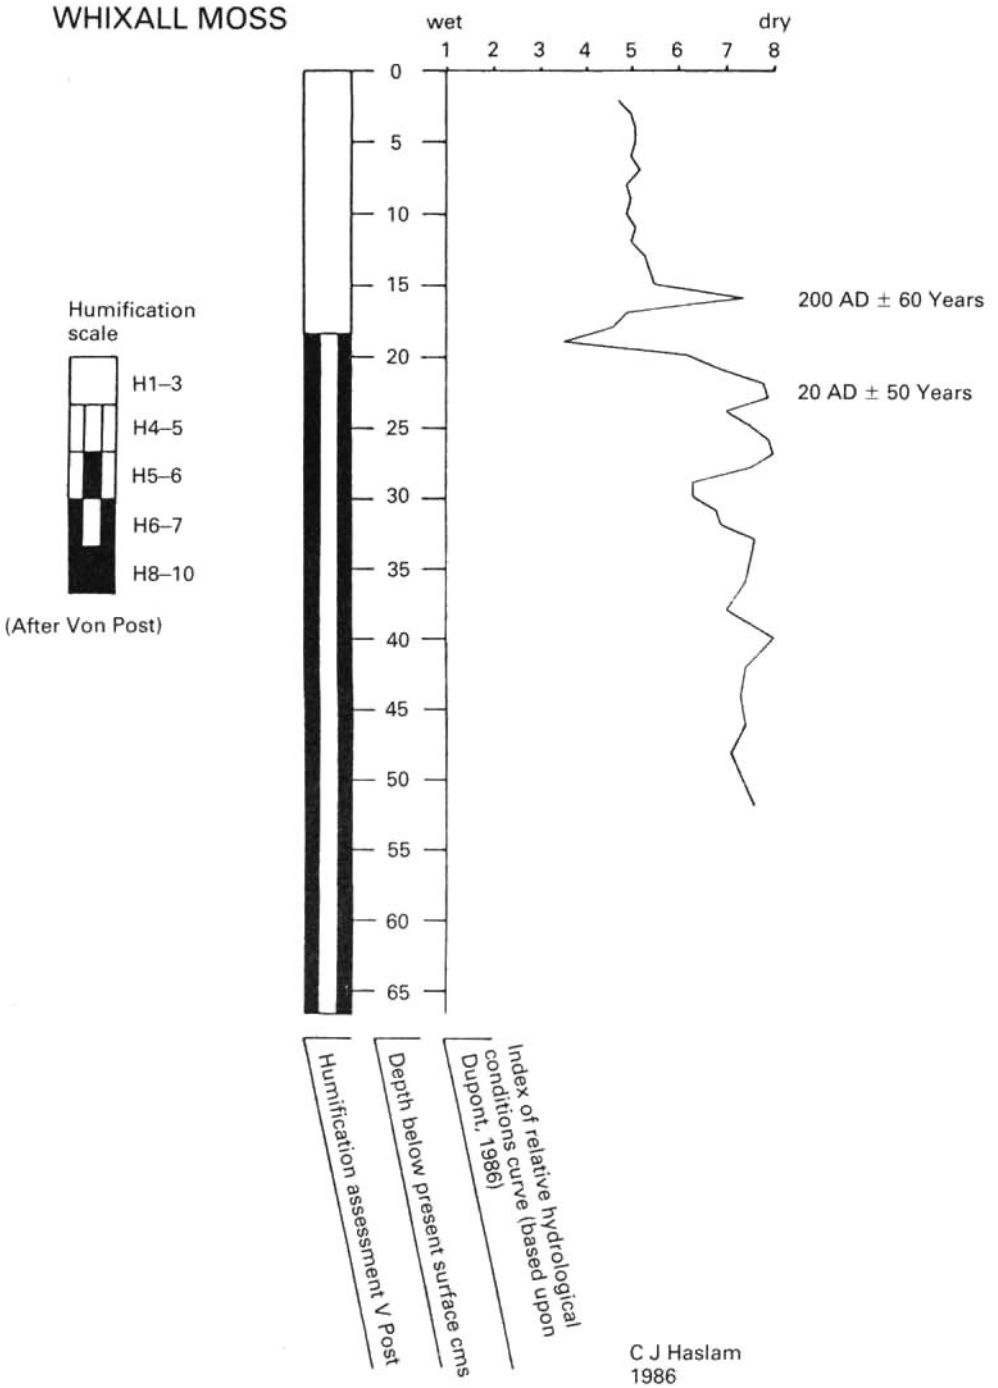 WHIXALL MOSS
wet dry
1 2 3 4 5 6 7 8
0
5
10
15
20
25
30
35
40
45
50
55
60
65
200 AD ± 60 Years
20 AD ± 50 Years
Humification
scale
H1–3
H4–5
H5–6
H6–7
H8–10
(After Von Post)
Humification assessment V Post
Depth below present surface cms
Index of relative hydrological
conditions curve (based upon
Dupont, 1986)
C J Haslam
1986